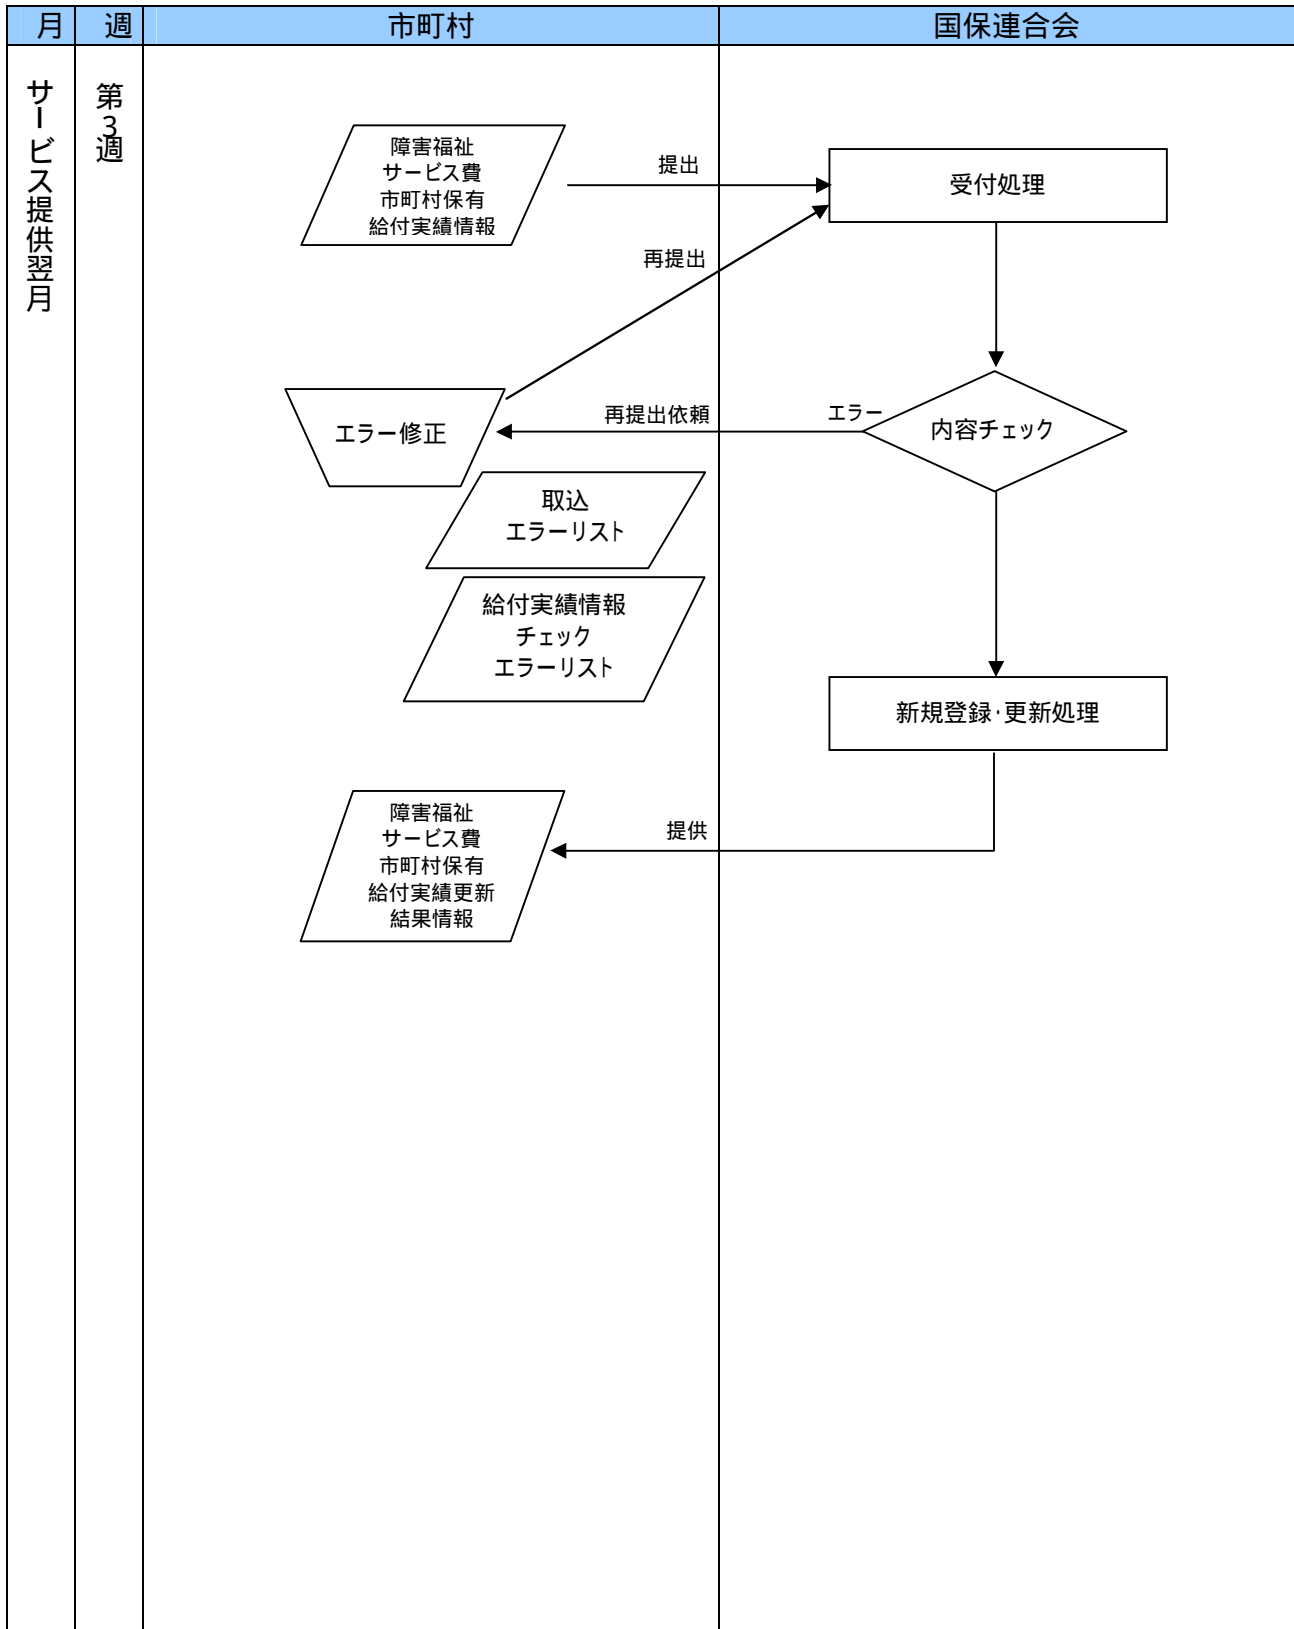 月 週 市町村 国保連合会
サービス提供翌月
第3週
障害福祉
サービス費
市町村保有
給付実績情報
提出
受付処理
再提出
エラー修正
再提出依頼
エラー
内容チェック
取込
エラーリスト
給付実績情報
チェック
エラーリスト
新規登録・更新処理
障害福祉
サービス費
市町村保有
給付実績更新
結果情報
提供